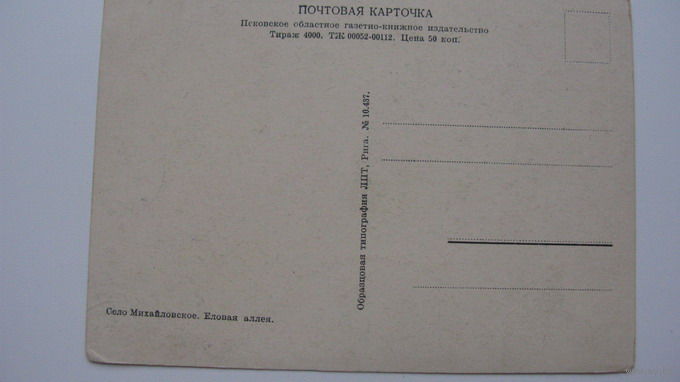 ПОЧТОВАЯ КАРТОЧКА
Псковское областное газетно-книжное издательство
Тираж 4000. ТЖ 00052-00112. Цена 50 коп.
Образцовая типография ЛПТ, Рига. № 10.437.
Село Михайловское. Еловая аллея.